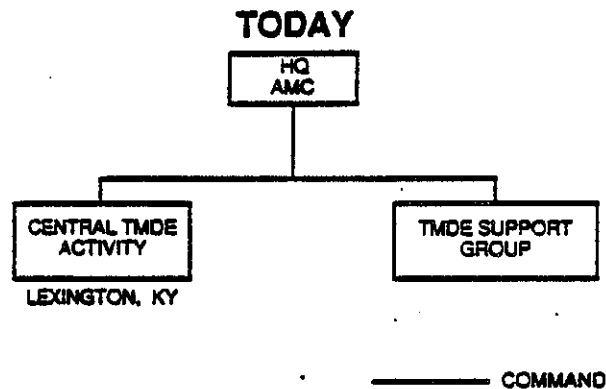 TODAY
HQ
AMC
CENTRAL TMDE
ACTIVITY
LEXINGTON, KY
TMDE SUPPORT
GROUP
COMMAND